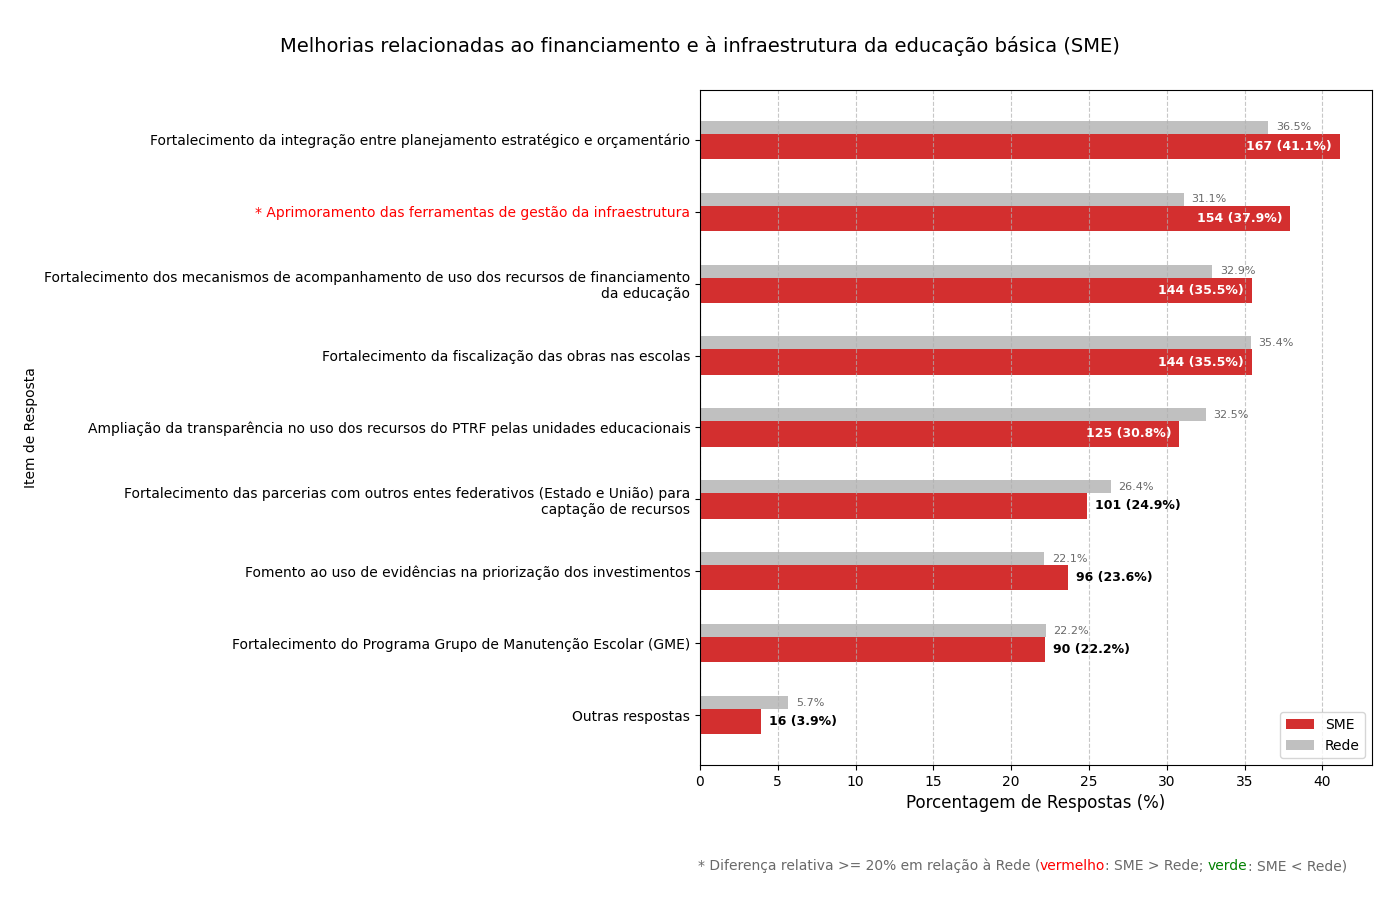 Melhorias relacionadas ao financiamento e à infraestrutura da educação básica (SME)
Fortalecimento da integração entre planejamento estratégico e orçamentário
36.5%
167 (41.1%)
* Aprimoramento das ferramentas de gestão da infraestrutura
31.1%
154 (37.9%)
Fortalecimento dos mecanismos de acompanhamento de uso dos recursos de financiamento
da educação
32.9%
144 (35.5%)
Fortalecimento da fiscalização das obras nas escolas
35.4%
144 (35.5%)
Ampliação da transparência no uso dos recursos do PTRF pelas unidades educacionais
32.5%
125 (30.8%)
Fortalecimento das parcerias com outros entes federativos (Estado e União) para
captação de recursos
26.4%
101 (24.9%)
Fomento ao uso de evidências na priorização dos investimentos
22.1%
96 (23.6%)
Fortalecimento do Programa Grupo de Manutenção Escolar (GME)
22.2%
90 (22.2%)
Outras respostas
5.7%
16 (3.9%)
Item de Resposta
SME
Rede
0 5 10 15 20 25 30 35 40
Porcentagem de Respostas (%)
* Diferença relativa >= 20% em relação à Rede (vermelho: SME > Rede; verde: SME < Rede)